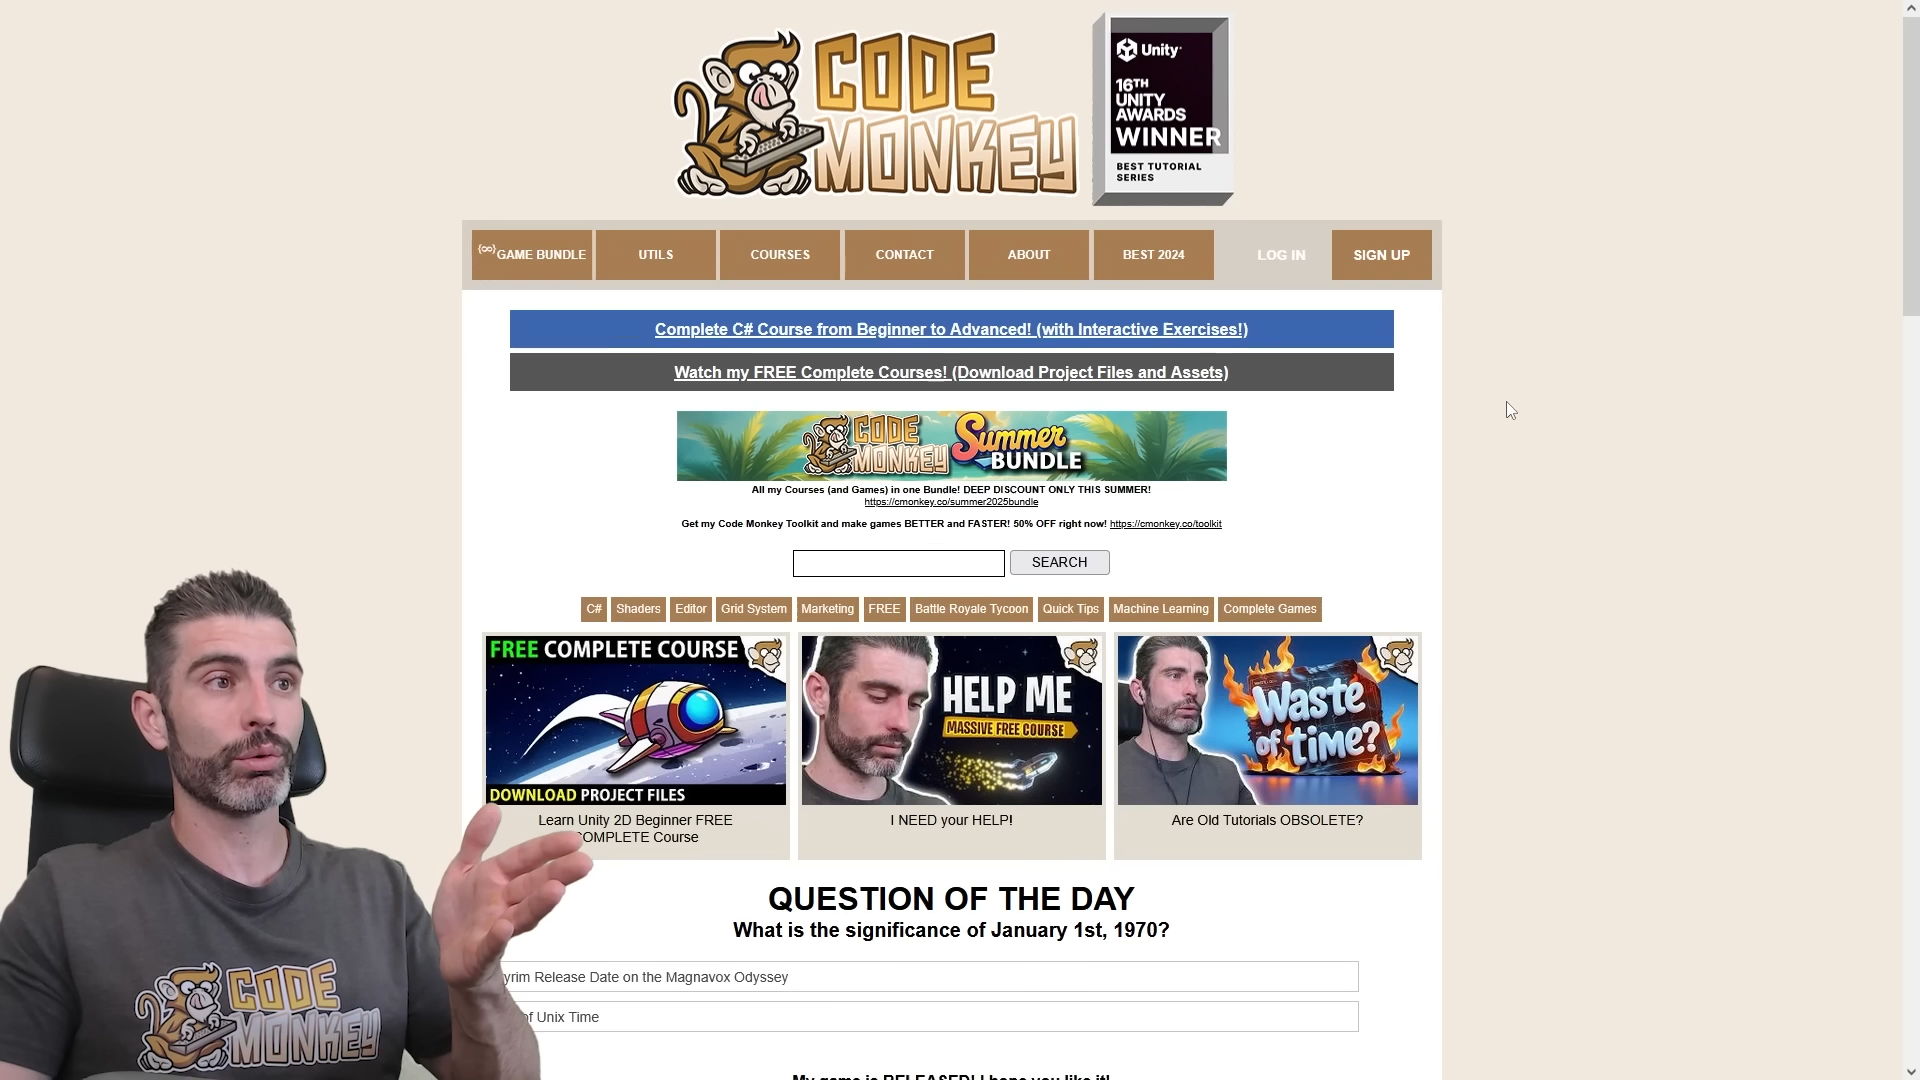 CODE
MONKEY
Unity
16TH
UNITY
AWARDS
WINNER
BEST TUTORIAL
SERIES
{∞}GAME BUNDLE
UTILS
COURSES
CONTACT
ABOUT
BEST 2024
LOG IN
SIGN UP
Complete C# Course from Beginner to Advanced! (with Interactive Exercises!)
Watch my FREE Complete Courses! (Download Project Files and Assets)
CODE
MONKEY
Summer
BUNDLE
All my Courses (and Games) in one Bundle! DEEP DISCOUNT ONLY THIS SUMMER!
https://cmonkey.co/summer2025bundle
Get my Code Monkey Toolkit and make games BETTER and FASTER! 50% OFF right now! https://cmonkey.co/toolkit
SEARCH
C#
Shaders
Editor
Grid System
Marketing
FREE
Battle Royale Tycoon
Quick Tips
Machine Learning
Complete Games
FREE COMPLETE COURSE
DOWNLOAD PROJECT FILES
Learn Unity 2D Beginner FREE
COMPLETE Course
HELP ME
MASSIVE FREE COURSE
I NEED your HELP!
Waste
of time?
Are Old Tutorials OBSOLETE?
QUESTION OF THE DAY
What is the significance of January 1st, 1970?
yrim Release Date on the Magnavox Odyssey
of Unix Time
My game is RELEASED! I hope you like it!
CODE
MONKEY